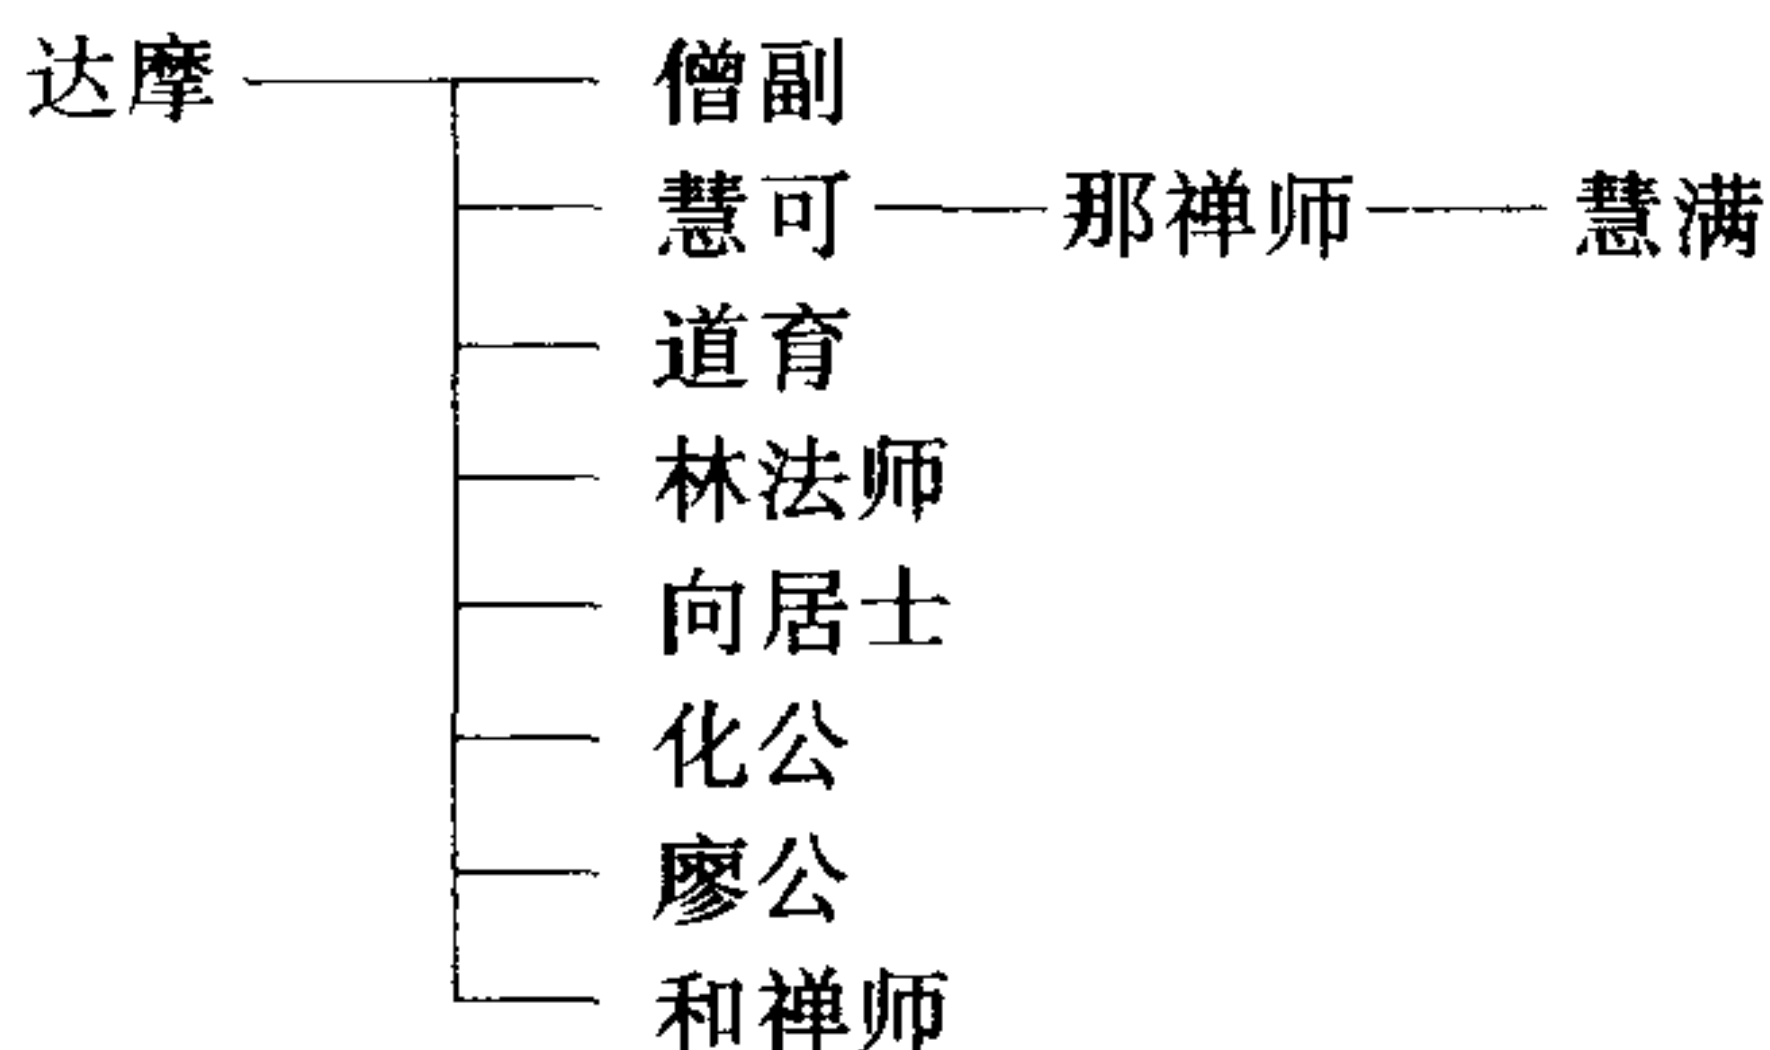 达摩 僧副
慧可 那禅师 慧满
道育
林法师
向居士
化公
廖公
和禅师